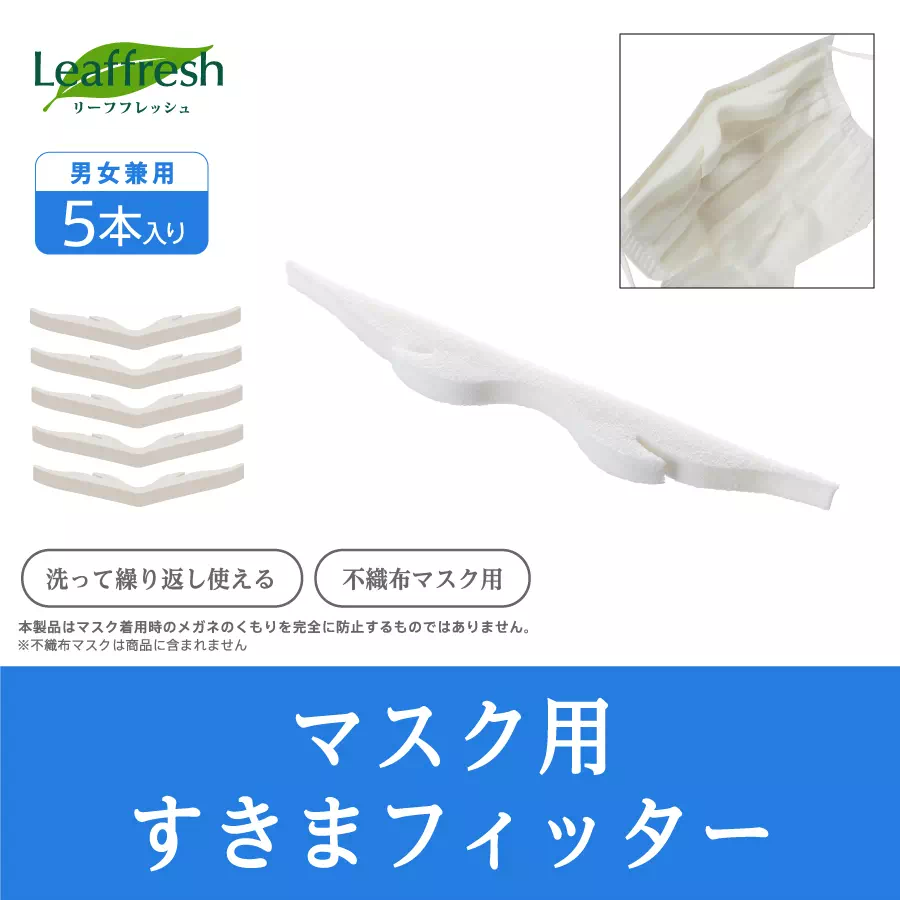 Leaffresh
リーフフレッシュ
男女兼用
5本入り
洗って繰り返し使える
不織布マスク用
本製品はマスク着用時のメガネのくもりを完全に防止するものではありません。
※不織布マスクは商品に含まれません
マスク用
すきまフィッター